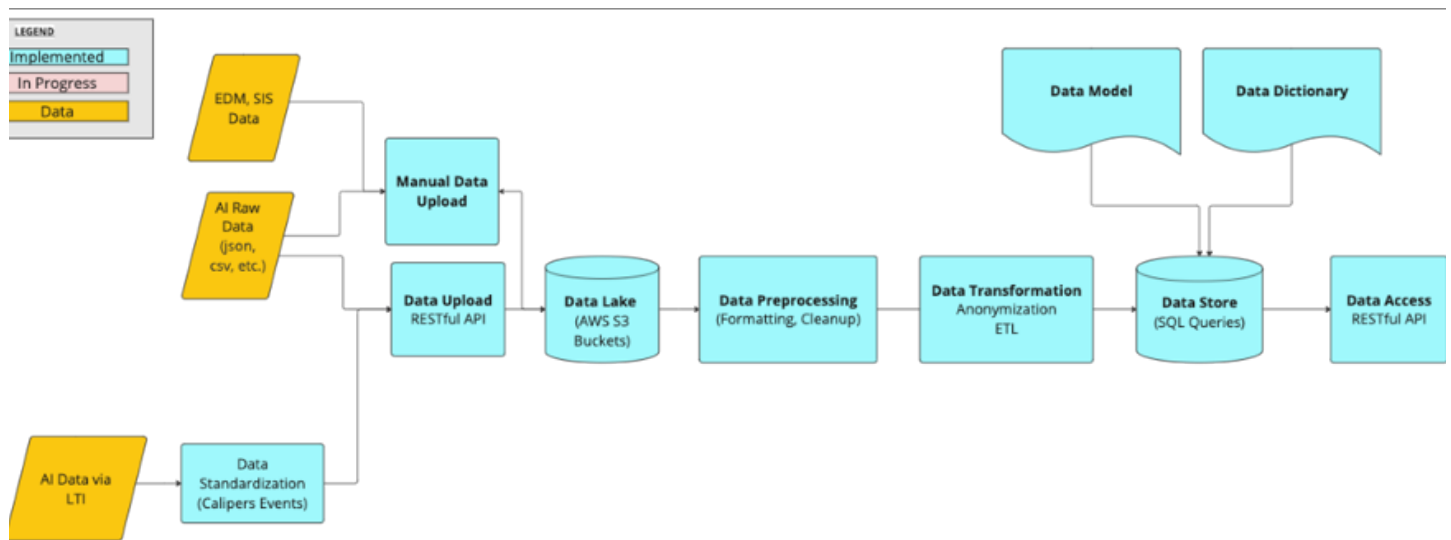 LEGEND
Implemented
In Progress
Data
EDM, SIS
Data
AI Raw
Data
(json,
csv, etc.)
AI Data via
LTI
Data
Standardization
(Calipers Events)
Manual Data
Upload
Data Upload
RESTful API
Data Lake
(AWS S3
Buckets)
Data Preprocessing
(Formatting, Cleanup)
Data Transformation
Anonymization
ETL
Data Model
Data Dictionary
Data Store
(SQL Queries)
Data Access
RESTful API